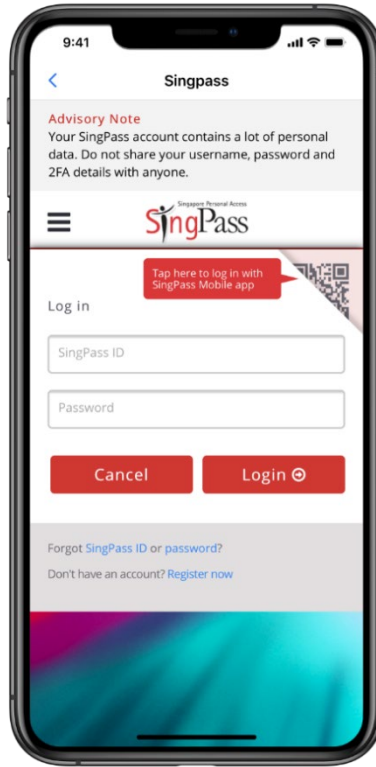 9:41
Singpass
Advisory Note
Your SingPass account contains a lot of personal
data. Do not share your username, password and
2FA details with anyone.
Singapore Personal Access
SingPass
Tap here to log in with
SingPass Mobile app
Log in
SingPass ID
Password
Cancel
Login
Forgot SingPass ID or password?
Don't have an account? Register now